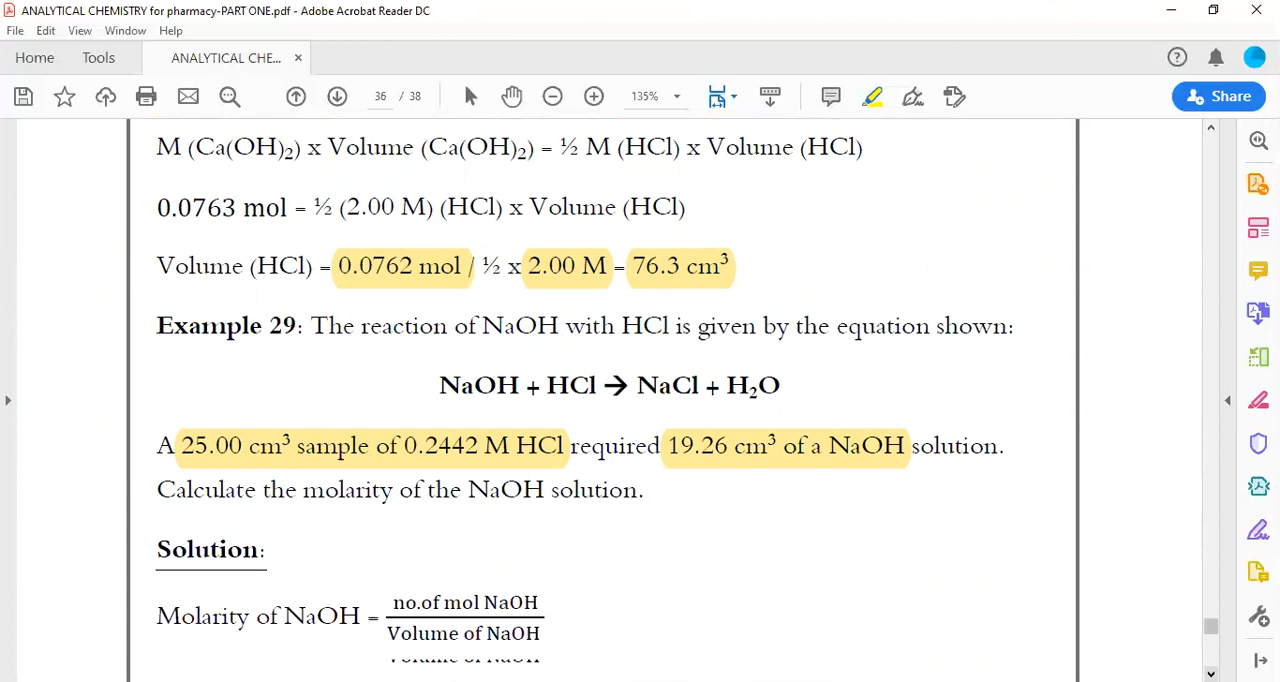 ANALYTICAL CHEMISTRY for pharmacy-PART ONE.pdf - Adobe Acrobat Reader DC
File Edit View Window Help
Home Tools ANALYTICAL CHE... ×
36 / 38 135% Share
M (Ca(OH)₂) x Volume (Ca(OH)₂) = ½ M (HCl) x Volume (HCl)
0.0763 mol = ½ (2.00 M) (HCl) x Volume (HCl)
Volume (HCl) = 0.0762 mol / ½ x 2.00 M = 76.3 cm³
Example 29: The reaction of NaOH with HCl is given by the equation shown:
NaOH + HCl → NaCl + H₂O
A 25.00 cm³ sample of 0.2442 M HCl required 19.26 cm³ of a NaOH solution.
Calculate the molarity of the NaOH solution.
Solution:
Molarity of NaOH = no.of mol NaOH
Volume of NaOH